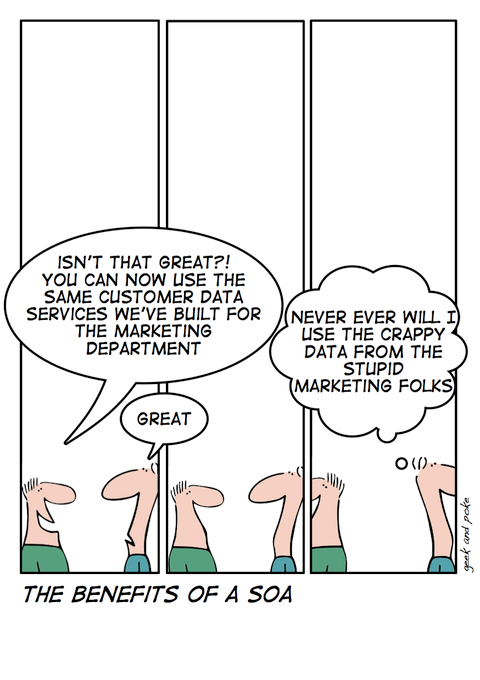 ISN'T THAT GREAT?!
YOU CAN NOW USE THE
SAME CUSTOMER DATA
SERVICES WE'VE BUILT FOR
THE MARKETING
DEPARTMENT
GREAT
NEVER EVER WILL I
USE THE CRAPPY
DATA FROM THE
STUPID
MARKETING FOLKS
geek and poke
THE BENEFITS OF A SOA